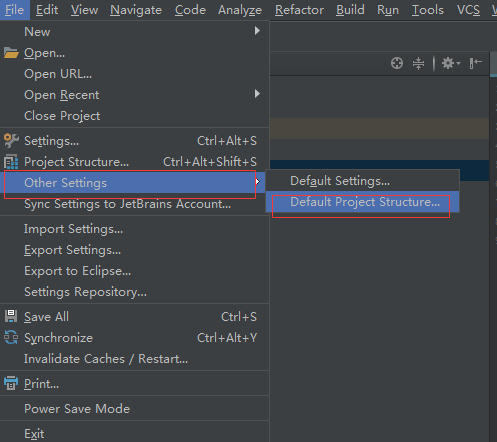 File Edit View Navigate Code Analyze Refactor Build Run Tools VCS
New
Open...
Open URL...
Open Recent
Close Project
Settings... Ctrl+Alt+S
Project Structure... Ctrl+Alt+Shift+S
Other Settings
Default Settings...
Sync Settings to JetBrains Account...
Default Project Structure...
Import Settings...
Export Settings...
Export to Eclipse...
Settings Repository...
Save All Ctrl+S
Synchronize Ctrl+Alt+Y
Invalidate Caches / Restart...
Print...
Power Save Mode
Exit